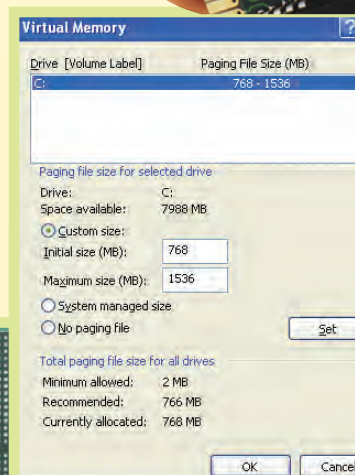 Virtual Memory ?
Drive [Volume Label] Paging File Size (MB)
C: 768 - 1536
Paging file size for selected drive
Drive: C:
Space available: 7988 MB
Custom size:
Initial size (MB): 768
Maximum size (MB): 1536
System managed size
No paging file Set
Total paging file size for all drives
Minimum allowed: 2 MB
Recommended: 766 MB
Currently allocated: 768 MB
OK Cancel